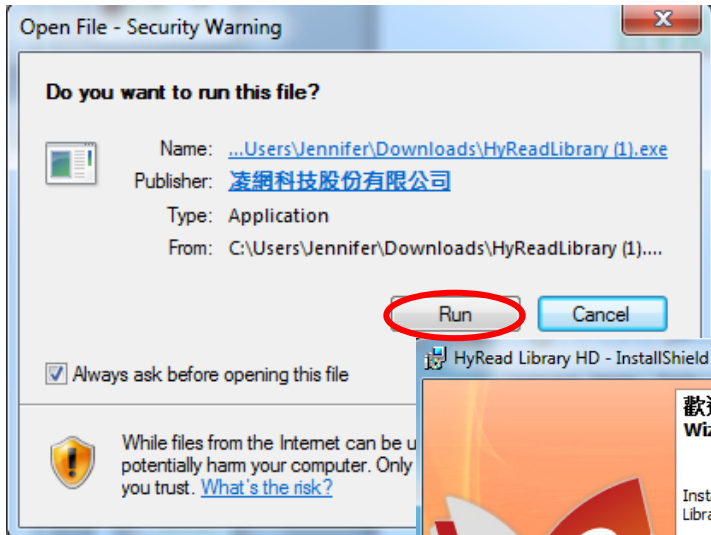 Open File - Security Warning
Do you want to run this file?
Name: ...Users\Jennifer\Downloads\HyReadLibrary (1).exe
Publisher: 凌網科技股份有限公司
Type: Application
From: C:\Users\Jennifer\Downloads\HyReadLibrary (1)....
Run Cancel
Always ask before opening this file
While files from the Internet can be u
potentially harm your computer. Only
you trust. What's the risk?
HyRead Library HD - InstallShield
歡
Wiz
Inst
Libra